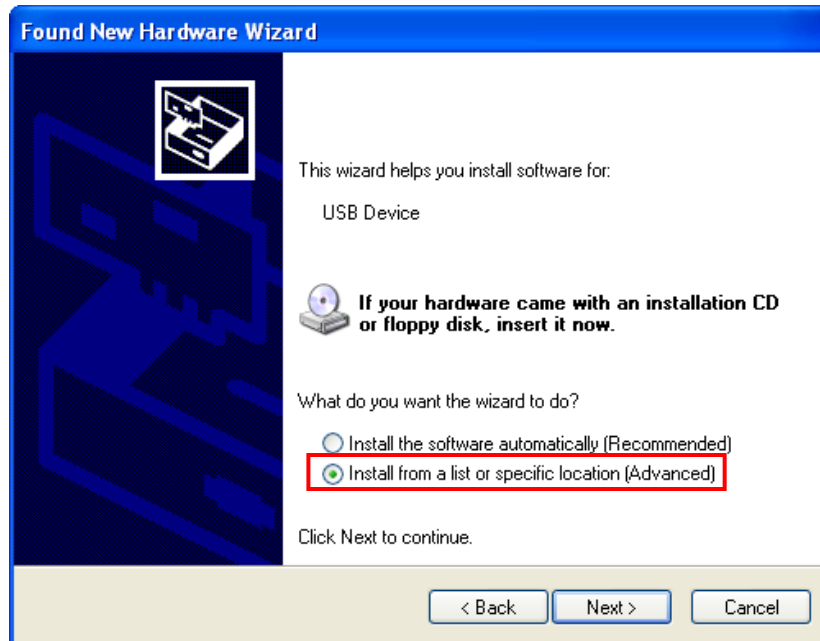 Found New Hardware Wizard
This wizard helps you install software for:
USB Device
If your hardware came with an installation CD
or floppy disk, insert it now.
What do you want the wizard to do?
Install the software automatically (Recommended)
Install from a list or specific location (Advanced)
Click Next to continue.
< Back Next > Cancel